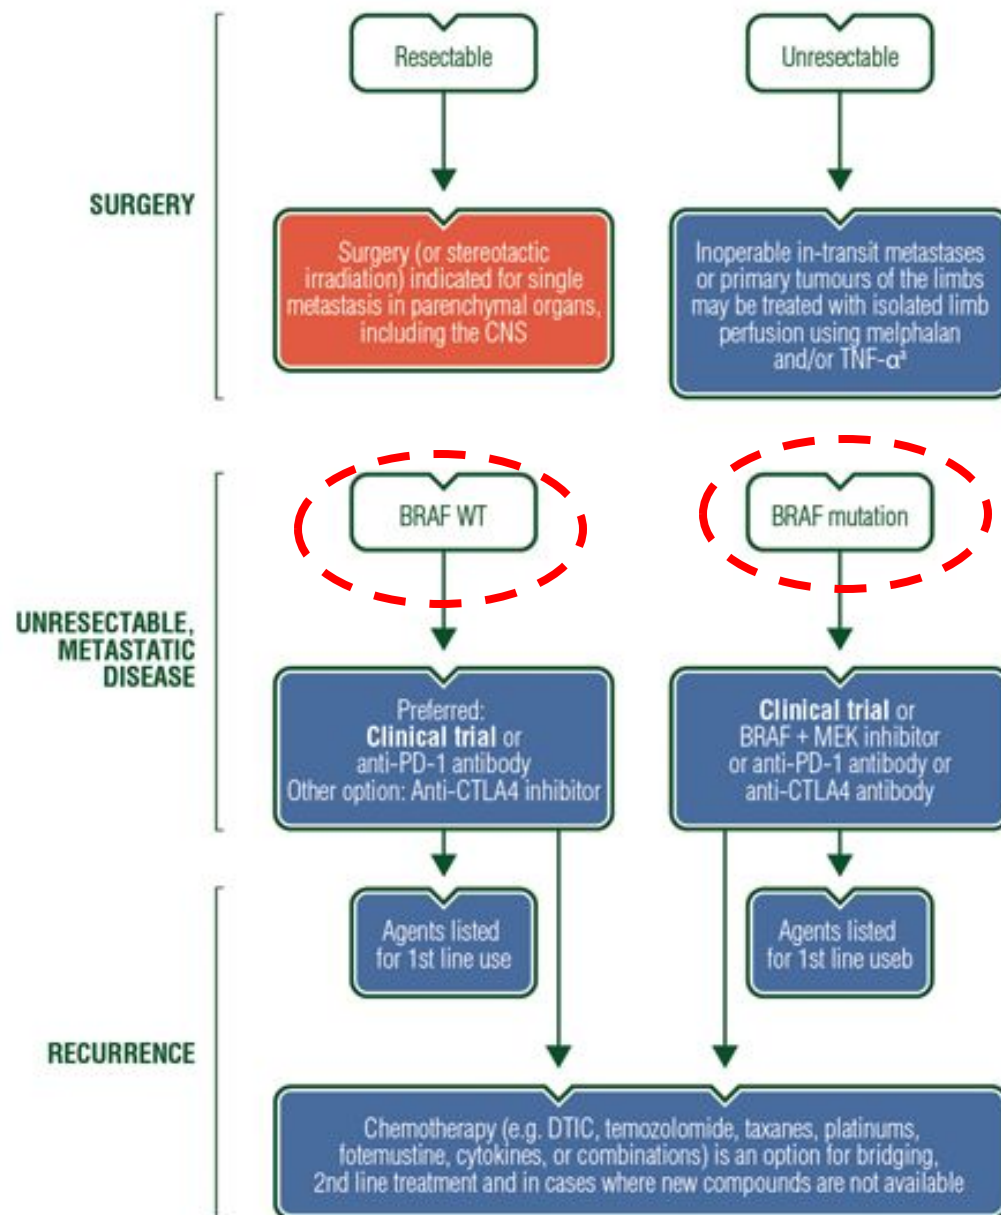 Resectable
Unresectable
SURGERY
Surgery (or stereotactic
irradiation) indicated for single
metastasis in parenchymal organs,
including the CNS
Inoperable in-transit metastases
or primary tumours of the limbs
may be treated with isolated limb
perfusion using melphalan
and/or TNF-αª
BRAF WT
BRAF mutation
UNRESECTABLE,
METASTATIC
DISEASE
Preferred:
Clinical trial or
anti-PD-1 antibody
Other option: Anti-CTLA4 inhibitor
Clinical trial or
BRAF + MEK inhibitor
or anti-PD-1 antibody or
anti-CTLA4 antibody
RECURRENCE
Agents listed
for 1st line use
Agents listed
for 1st line useb
Chemotherapy (e.g. DTIC, temozolomide, taxanes, platinums,
fotemustine, cytokines, or combinations) is an option for bridging,
2nd line treatment and in cases where new compounds are not available